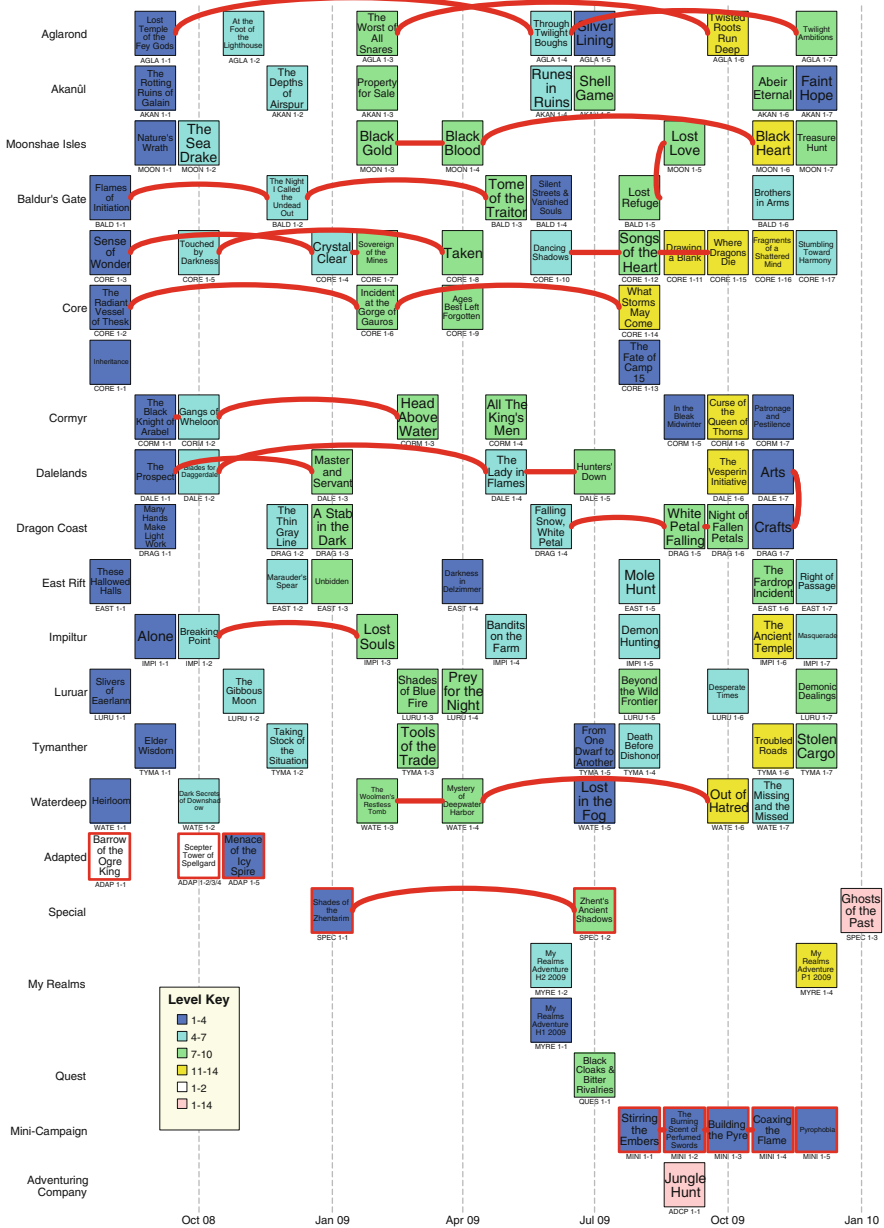 Aglarond
Lost
Temple
of the
Fey Gods
AGLA 1-1
At the
Foot of
the
Lighthouse
AGLA 1-2
The
Worst of
All
Snares
AGLA 1-3
Through
Twilight
Boughs
AGLA 1-4
Silver
Lining
AGLA 1-5
Twisted
Roots
Run
Deep
AGLA 1-6
Twilight
Ambitions
AGLA 1-7
Akanûl
The
Rotting
Ruins of
Galain
AKAN 1-1
The
Depths
of
Airspur
AKAN 1-2
Property
for Sale
AKAN 1-3
Runes
in
Ruins
AKAN 1-4
Shell
Game
AKAN 1-5
Abeir
Eternal
AKAN 1-6
Faint
Hope
AKAN 1-7
Moonshae Isles
Nature's
Wrath
MOON 1-1
The
Sea
Drake
MOON 1-2
Black
Gold
MOON 1-3
Black
Blood
MOON 1-4
Lost
Love
MOON 1-5
Black
Heart
MOON 1-6
Treasure
Hunt
MOON 1-7
Baldur's Gate
Flames
of
Initiation
BALD 1-1
The Night
I Called
the
Undead
Out
BALD 1-2
Tome
of the
Traitor
BALD 1-3
Silent
Streets &
Vanished
Souls
BALD 1-4
Lost
Refuge
BALD 1-5
Brothers
in Arms
BALD 1-6
Sense
of
Wonder
CORE 1-3
Touched
by
Darkness
CORE 1-5
Crystal
Clear
CORE 1-4
Sovereign
of the
Mines
CORE 1-7
Taken
CORE 1-8
Dancing
Shadows
CORE 1-10
Songs
of the
Heart
CORE 1-12
Drawing
a Blank
CORE 1-11
Where
Dragons
Die
CORE 1-15
Fragments
of a
Shattered
Mind
CORE 1-16
Stumbling
Toward
Harmony
CORE 1-17
Core
The
Radiant
Vessel
of Thesk
CORE 1-2
Incident
at the
Gorge of
Gauros
CORE 1-6
Ages
Best Left
Forgotten
CORE 1-9
What
Storms
May
Come
CORE 1-14
Inheritance
CORE 1-1
The
Fate of
Camp
15
CORE 1-13
Cormyr
The
Black
Knight of
Arabel
CORM 1-1
Gangs of
Wheloon
CORM 1-2
Head
Above
Water
CORM 1-3
All The
King's
Men
CORM 1-4
In the
Bleak
Midwinter
CORM 1-5
Curse of
the
Queen of
Thorns
CORM 1-6
Patronage
and
Pestilence
CORM 1-7
Dalelands
The
Prospect
DALE 1-1
Blades for
Daggerdale
DALE 1-2
Master
and
Servant
DALE 1-3
The
Lady in
Flames
DALE 1-4
Hunters'
Down
DALE 1-5
The
Vesperin
Initiative
DALE 1-6
Arts
DALE 1-7
Dragon Coast
Many
Hands
Make
Light
Work
DRAG 1-1
The
Thin
Gray
Line
DRAG 1-2
A Stab
in the
Dark
DRAG 1-3
Falling
Snow,
White
Petal
DRAG 1-4
White
Petal
Falling
DRAG 1-5
Night of
Fallen
Petals
DRAG 1-6
Crafts
DRAG 1-7
East Rift
These
Hallowed
Halls
EAST 1-1
Marauder's
Spear
EAST 1-2
Unbidden
EAST 1-3
Darkness
in
Delzimmer
EAST 1-4
Mole
Hunt
EAST 1-5
The
Fardrop
Incident
EAST 1-6
Right of
Passage
EAST 1-7
Impiltur
Alone
IMPI 1-1
Breaking
Point
IMPI 1-2
Lost
Souls
IMPI 1-3
Bandits
on the
Farm
IMPI 1-4
Demon
Hunting
IMPI 1-5
The
Ancient
Temple
IMPI 1-6
Masquerade
IMPI 1-7
Luruar
Slivers
of
Eaerlann
LURU 1-1
The
Gibbous
Moon
LURU 1-2
Shades
of Blue
Fire
LURU 1-3
Prey
for the
Night
LURU 1-4
Beyond
the Wild
Frontier
LURU 1-5
Desperate
Times
LURU 1-6
Demonic
Dealings
LURU 1-7
Tymanther
Elder
Wisdom
TYMA 1-1
Taking
Stock of
the
Situation
TYMA 1-2
Tools
of the
Trade
TYMA 1-3
From
One
Dwarf to
Another
TYMA 1-5
Death
Before
Dishonor
TYMA 1-4
Troubled
Roads
TYMA 1-6
Stolen
Cargo
TYMA 1-7
Waterdeep
Heirloom
WATE 1-1
Dark Secrets
of Downshad
ow
WATE 1-2
The
Woolmen's
Restless
Tomb
WATE 1-3
Mystery
of
Deepwater
Harbor
WATE 1-4
Lost
in the
Fog
WATE 1-5
Out of
Hatred
WATE 1-6
The
Missing
and the
Missed
WATE 1-7
Adapted
Barrow
of the
Ogre
King
ADAP 1-1
Scepter
Tower of
Spellgard
ADAP 1-2/3/4
Menace
of the
Icy
Spire
ADAP 1-5
Special
Shades
of the
Zhentarim
SPEC 1-1
Zhent's
Ancient
Shadows
SPEC 1-2
Ghosts
of the
Past
SPEC 1-3
My Realms
My
Realms
Adventure
H2 2009
MYRE 1-2
My
Realms
Adventure
P1 2009
MYRE 1-4
My
Realms
Adventure
H1 2009
MYRE 1-1
Level Key
1-4
4-7
7-10
11-14
1-2
1-14
Quest
Black
Cloaks &
Bitter
Rivalries
QUES 1-1
Mini-Campaign
Stirring
the
Embers
MINI 1-1
The
Burning
Scent of
Perfumed
Swords
MINI 1-2
Building
the Pyre
MINI 1-3
Coaxing
the
Flame
MINI 1-4
Pyrophobia
MINI 1-5
Adventuring
Company
Jungle
Hunt
ADCP 1-1
Oct 08
Jan 09
Apr 09
Jul 09
Oct 09
Jan 10